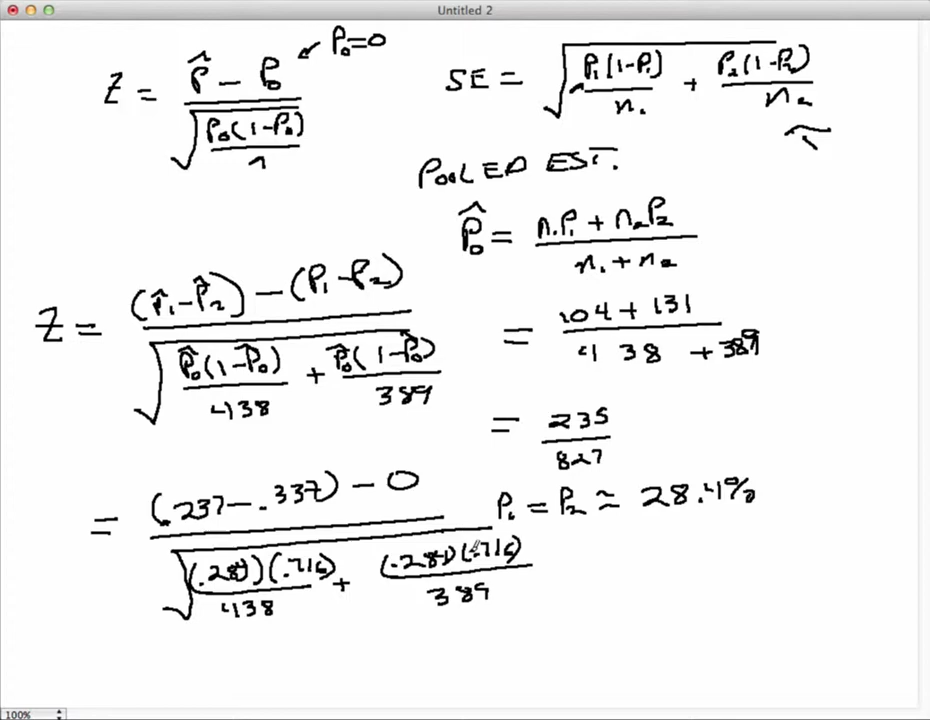 Untitled 2
Z = (p̂ − P₀) / √(P₀(1−P₀)/n) ← P₀=0
SE = √(P₁(1−P₁)/n₁ + P₂(1−P₂)/n₂)
POOLED EST.
P̂₀ = (n₁P₁ + n₂P₂) / (n₁ + n₂)
= (104 + 131) / (438 + 389)
= 235 / 827
P₁ = P₂ ≈ 28.4%
Z = ((p̂₁−p̂₂) − (P₁−P₂)) / √(p̂₀(1−p̂₀)/438 + p̂₀(1−p̂₀)/389)
= ((.237−.337) − 0) / √((.284)(.716)/438 + (.284)(.716)/389)
100%